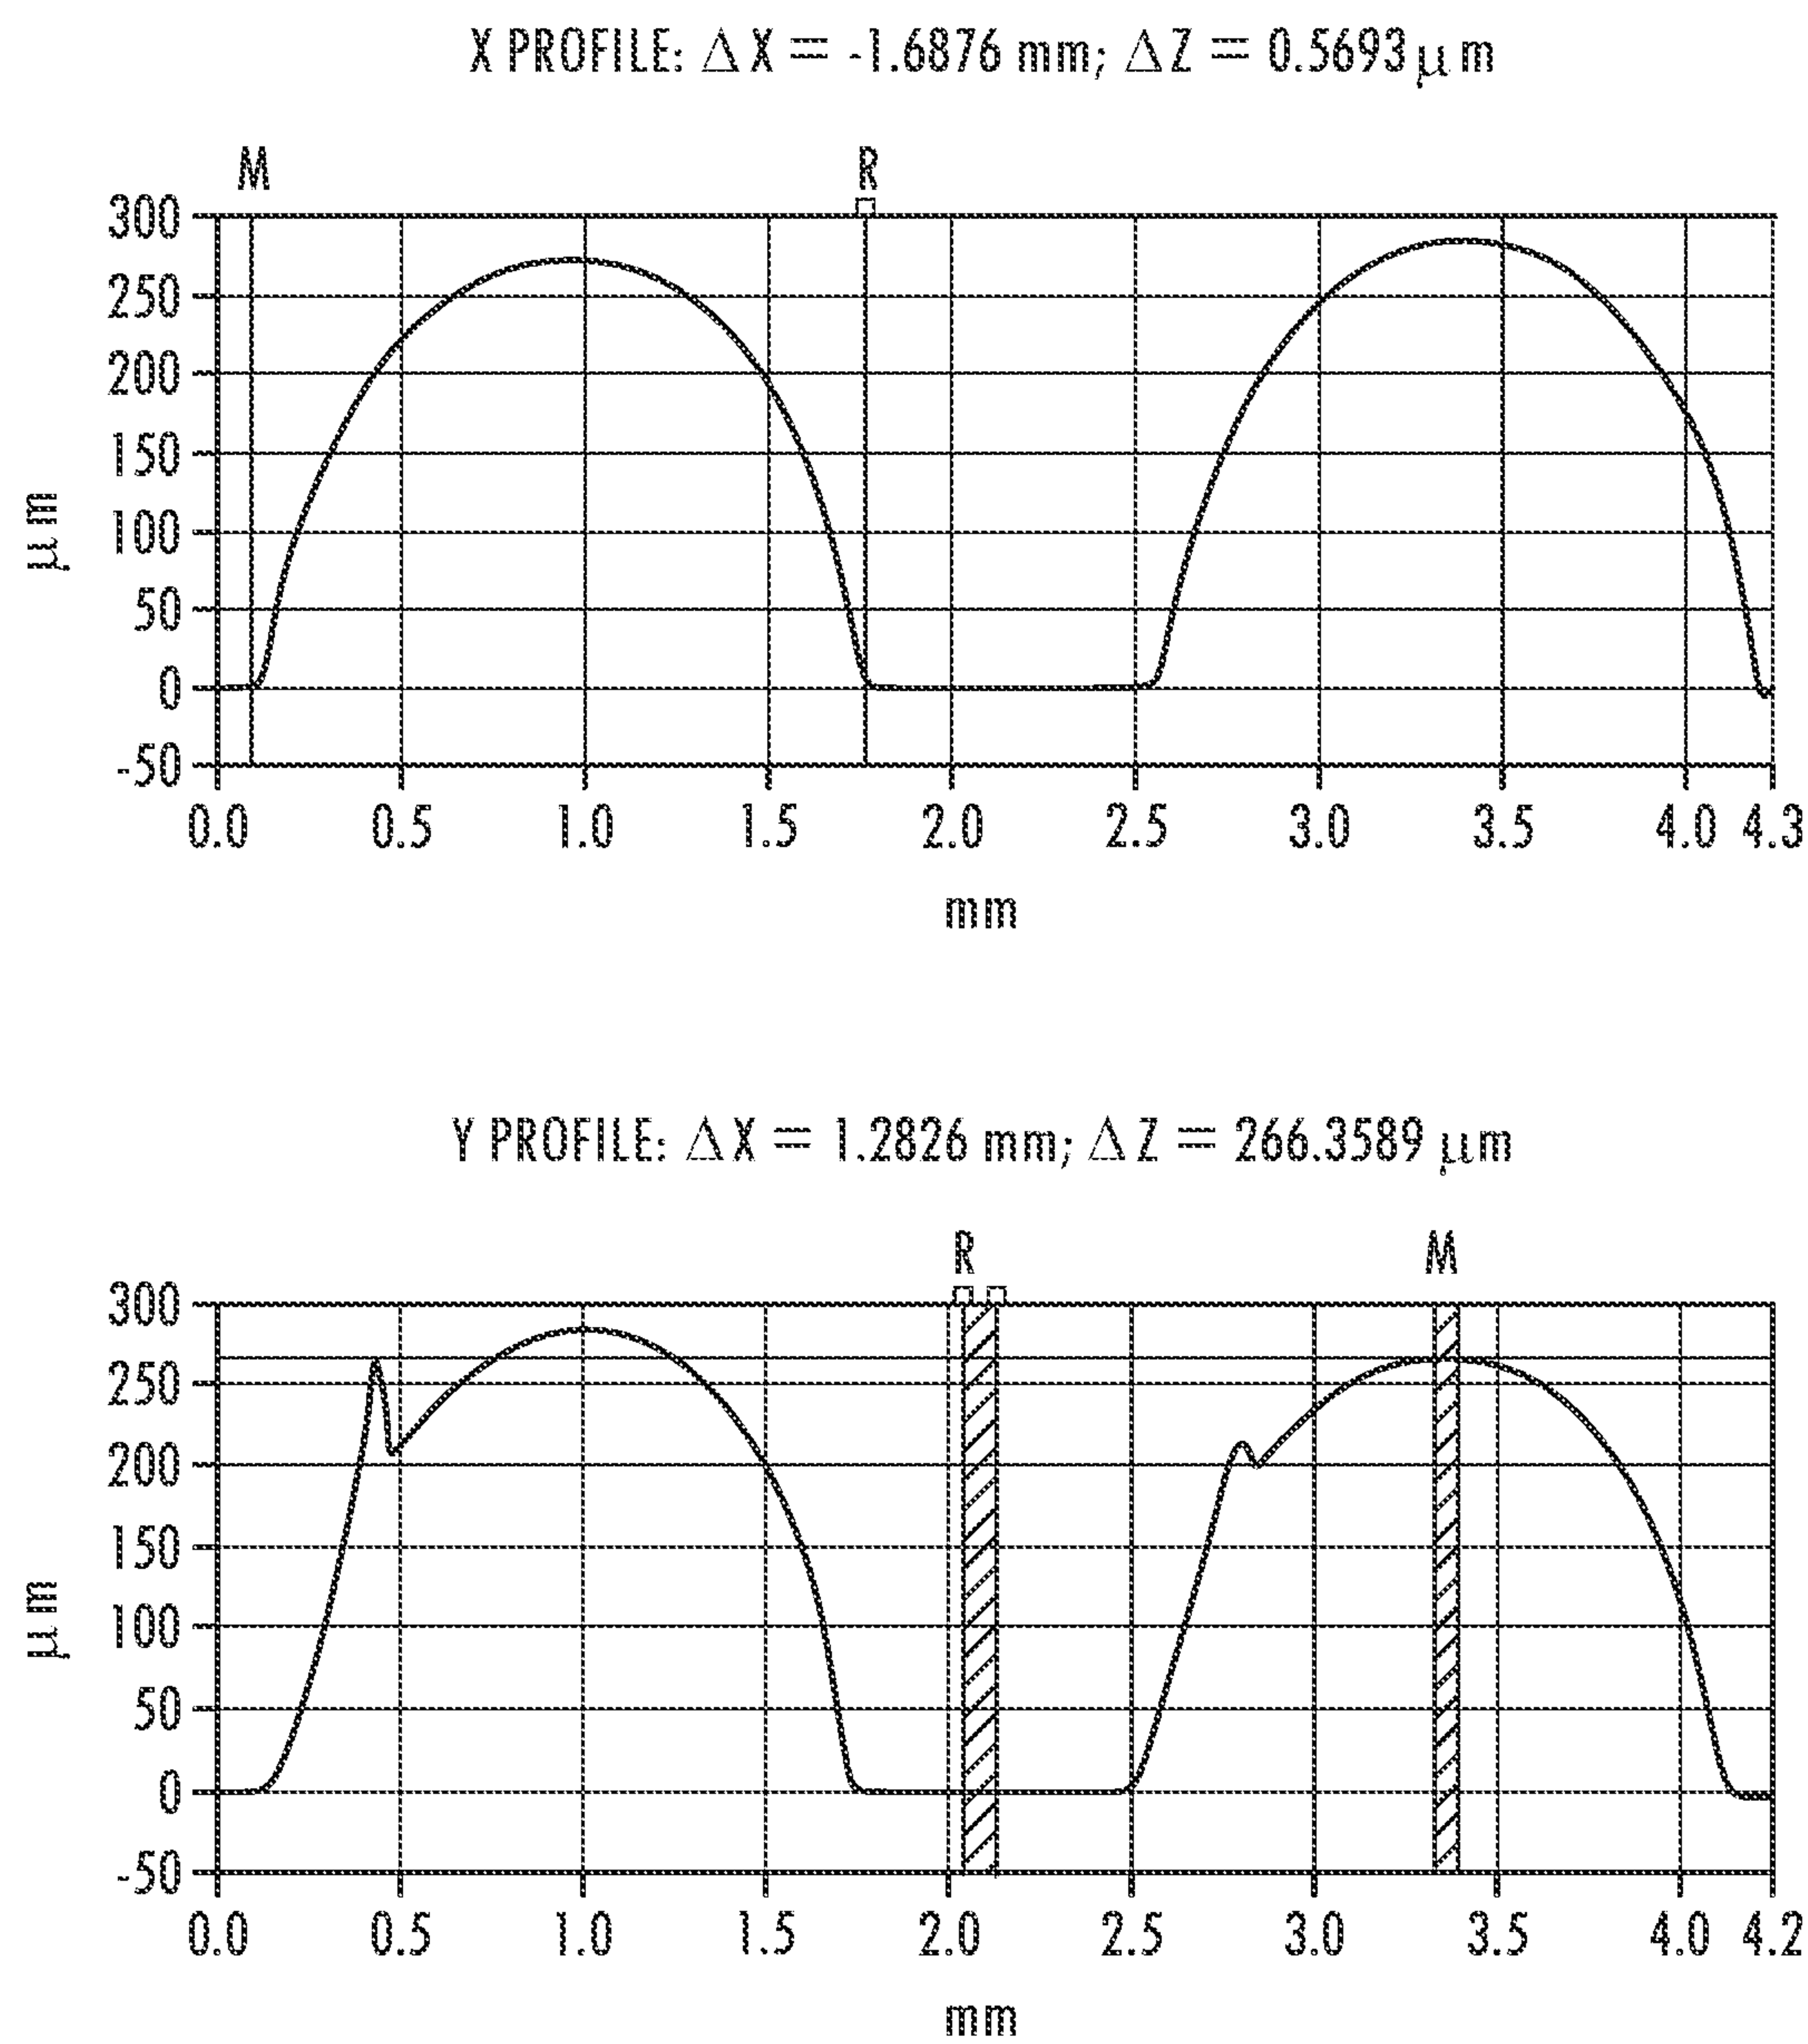 X PROFILE: ΔX = -1.6876 mm; ΔZ = 0.5693 μm
M R
300
250
200
150
100
50
0
-50
μm
0.0 0.5 1.0 1.5 2.0 2.5 3.0 3.5 4.0 4.3
mm
Y PROFILE: ΔX = 1.2826 mm; ΔZ = 266.3589 μm
R M
300
250
200
150
100
50
0
-50
μm
0.0 0.5 1.0 1.5 2.0 2.5 3.0 3.5 4.0 4.2
mm